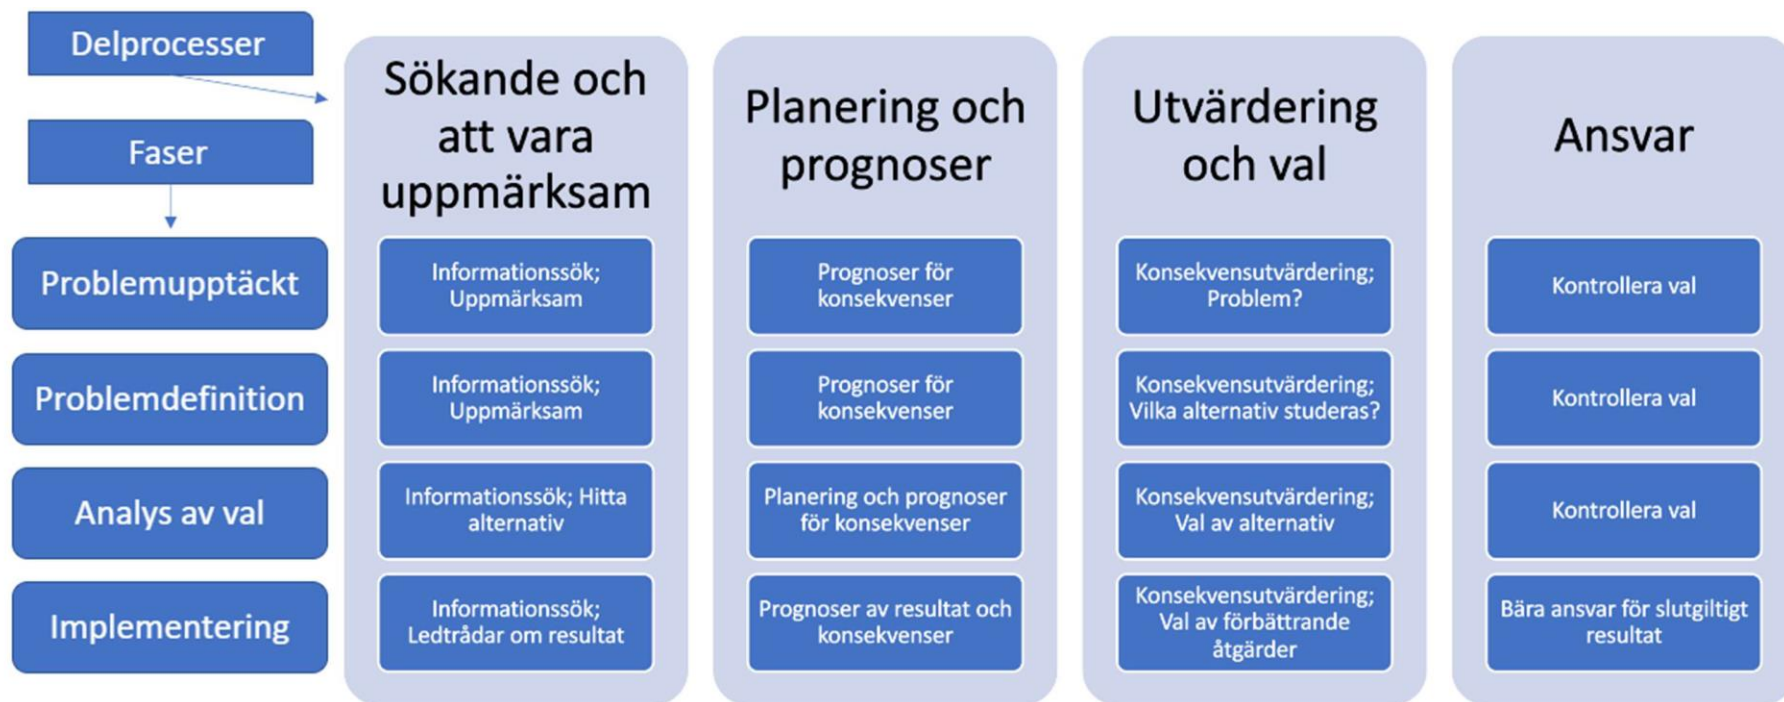 Delprocesser
Faser
Sökande och
att vara
uppmärksam
Planering och
prognoser
Utvärdering
och val
Ansvar
Problemupptäckt
Informationssök;
Uppmärksam
Prognoser för
konsekvenser
Konsekvensutvärdering;
Problem?
Kontrollera val
Problemdefinition
Informationssök;
Uppmärksam
Prognoser för
konsekvenser
Konsekvensutvärdering;
Vilka alternativ studeras?
Kontrollera val
Analys av val
Informationssök; Hitta
alternativ
Planering och prognoser
för konsekvenser
Konsekvensutvärdering;
Val av alternativ
Kontrollera val
Implementering
Informationssök;
Ledtrådar om resultat
Prognoser av resultat och
konsekvenser
Konsekvensutvärdering;
Val av förbättrande
åtgärder
Bära ansvar för slutgiltigt
resultat